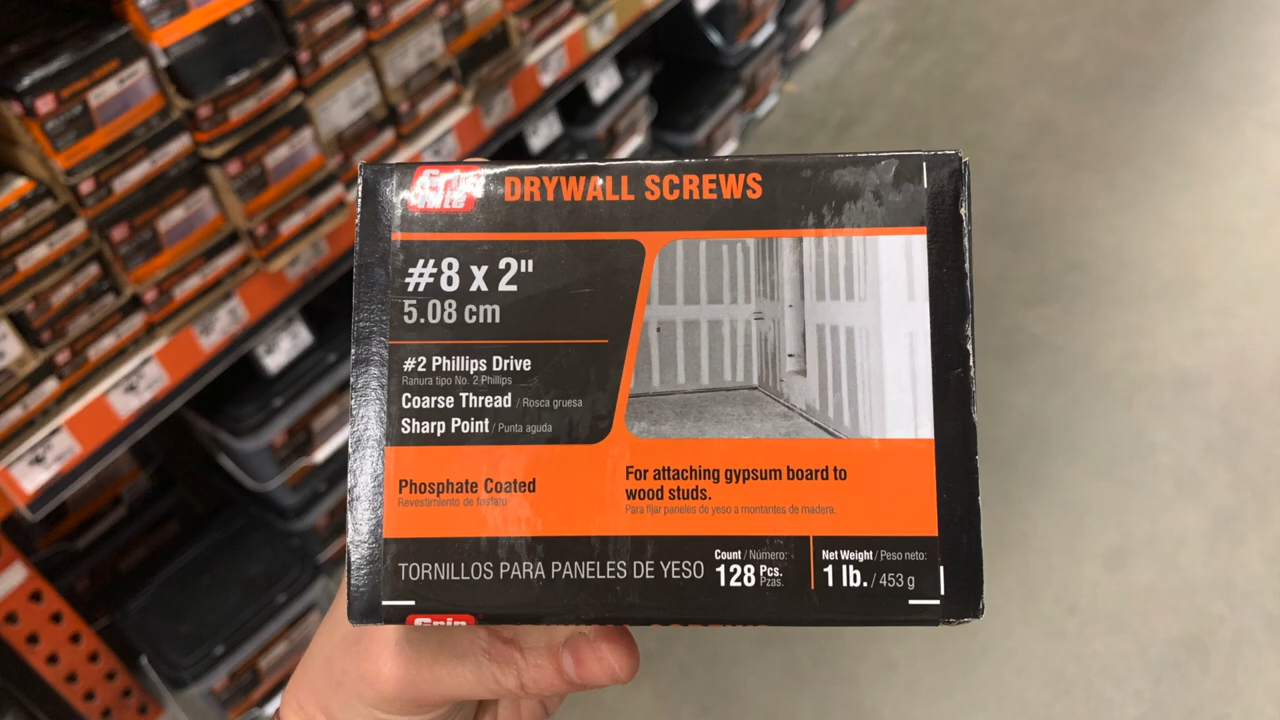 Grip Rite
DRYWALL SCREWS
#8 x 2"
5.08 cm
#2 Phillips Drive
Ranura tipo No. 2 Phillips
Coarse Thread / Rosca gruesa
Sharp Point / Punta aguda
Phosphate Coated
Revestimiento de fosfato
For attaching gypsum board to
wood studs.
Para fijar paneles de yeso a montantes de madera.
TORNILLOS PARA PANELES DE YESO
Count / Número:
128 Pcs.
Pzas.
Net Weight / Peso neto:
1 lb. / 453 g
Grip